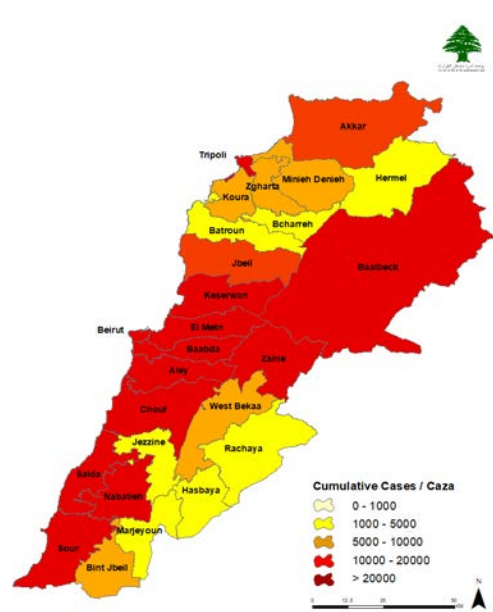 Akkar
Tripoli
Hermel
Minieh Denieh
Zgharta
Koura
Bcharreh
Batroun
Jbeil
Baalbeck
Keserwan
El Metn
Beirut
Baabda
Zahle
Aley
Chouf
West Bekaa
Jezzine
Rachaya
Saida
Hasbaya
Nabatieh
Marjeyoun
Sour
Bint Jbeil
Cumulative Cases / Caza
0 - 1000
1000 - 5000
5000 - 10000
10000 - 20000
> 20000
N